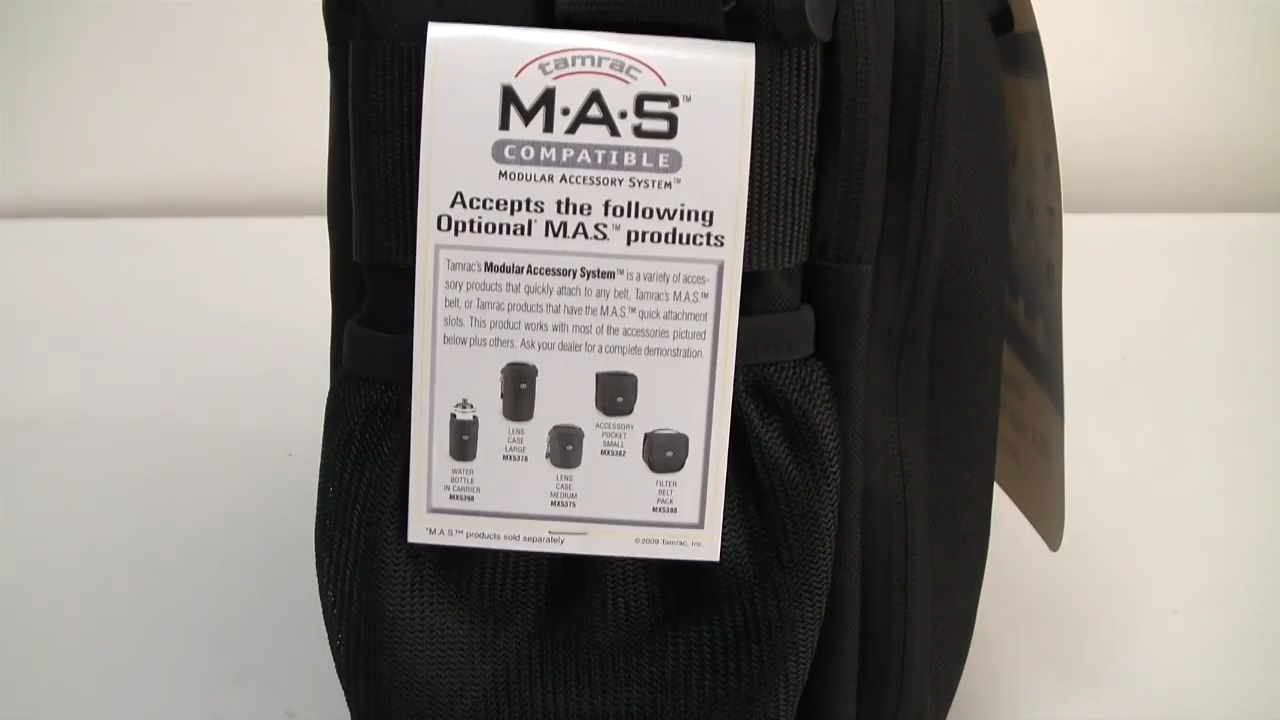 tamrac
M·A·S™
COMPATIBLE
MODULAR ACCESSORY SYSTEM™
Accepts the following
Optional* M.A.S.™ products
Tamrac's Modular Accessory System™ is a variety of acces-
sory products that quickly attach to any belt, Tamrac's M.A.S.™
belt, or Tamrac products that have the M.A.S.™ quick attachment
slots. This product works with most of the accessories pictured
below plus others. Ask your dealer for a complete demonstration.
WATER
BOTTLE
IN CARRIER
MX5398
LENS
CASE
LARGE
MX5378
LENS
CASE
MEDIUM
MX5375
ACCESSORY
POCKET
SMALL
MX5382
FILTER
BELT
PACK
MX5388
*M.A.S.™ products sold separately
©2009 Tamrac, Inc.